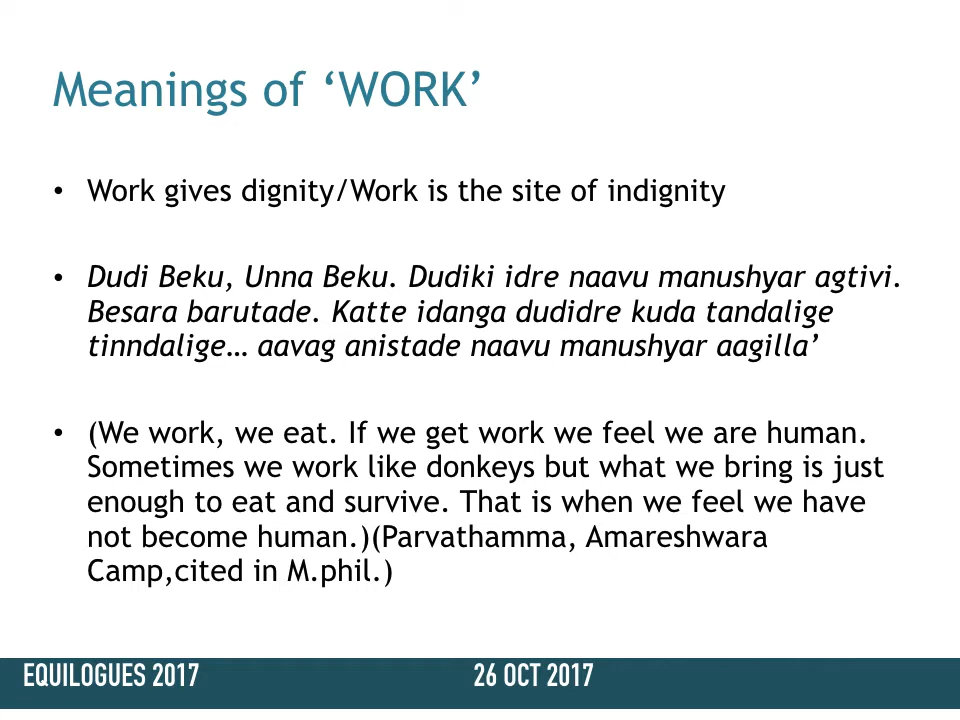 Meanings of ‘WORK’
• Work gives dignity/Work is the site of indignity
• Dudi Beku, Unna Beku. Dudiki idre naavu manushyar agtivi.
Besara barutade. Katte idanga dudidre kuda tandalige
tinndalige… aavag anistade naavu manushyar aagilla’
• (We work, we eat. If we get work we feel we are human.
Sometimes we work like donkeys but what we bring is just
enough to eat and survive. That is when we feel we have
not become human.)(Parvathamma, Amareshwara
Camp,cited in M.phil.)
EQUILOGUES 2017 26 OCT 2017